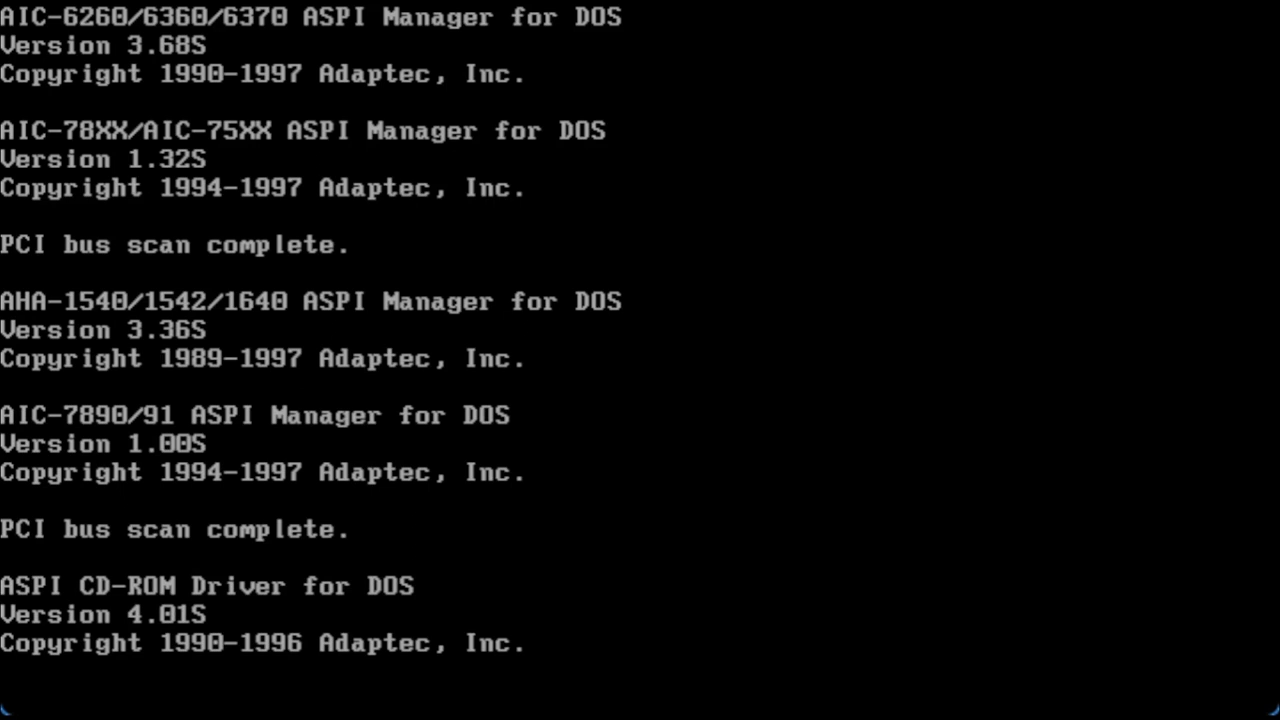 AIC-6260/6360/6370 ASPI Manager for DOS
Version 3.68S
Copyright 1990-1997 Adaptec, Inc.
AIC-78XX/AIC-75XX ASPI Manager for DOS
Version 1.32S
Copyright 1994-1997 Adaptec, Inc.
PCI bus scan complete.
AHA-1540/1542/1640 ASPI Manager for DOS
Version 3.36S
Copyright 1989-1997 Adaptec, Inc.
AIC-7890/91 ASPI Manager for DOS
Version 1.00S
Copyright 1994-1997 Adaptec, Inc.
PCI bus scan complete.
ASPI CD-ROM Driver for DOS
Version 4.01S
Copyright 1990-1996 Adaptec, Inc.